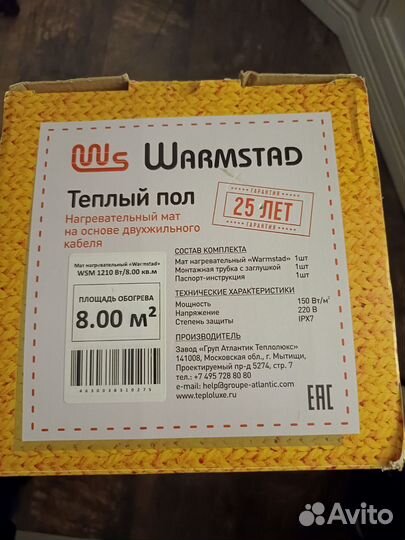 Ws WARMSTAD
Теплый пол
Нагревательный мат
на основе двухжильного
кабеля
ГАРАНТИЯ
25 ЛЕТ
ГАРАНТИЯ
Мат нагревательный «Warmstad»
WSM 1210 Вт/8.00 кв.м
ПЛОЩАДЬ ОБОГРЕВА
8.00 м²
СОСТАВ КОМПЛЕКТА
Мат нагревательный «Warmstad» 1шт
Монтажная трубка с заглушкой 1шт
Паспорт-инструкция 1шт
ТЕХНИЧЕСКИЕ ХАРАКТЕРИСТИКИ
Мощность 150 Вт/м²
Напряжение 220 В
Степень защиты IPX7
ПРОИЗВОДИТЕЛЬ
Завод «Груп Атлантик Теплолюкс»
141008, Московская обл., г. Мытищи,
Проектируемый пр-д 5274, стр. 7
тел.: +7 495 728 80 80
e-mail: help@groupe-atlantic.com
www.teploluxe.ru
EAC
Avito